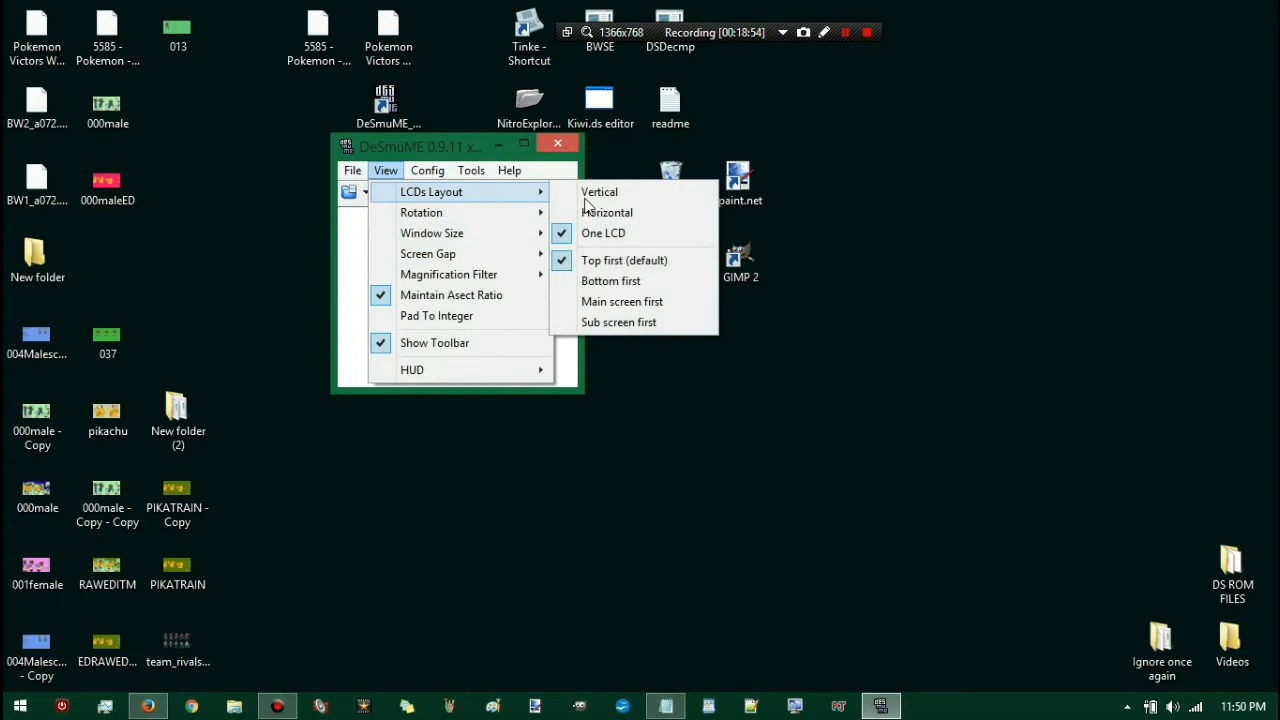 Pokemon
Victors W...
5585 -
Pokemon -...
013
5585 -
Pokemon -...
Pokemon
Victors ...
Tinke -
Shortcut
1366x768
Recording [00:18:54]
BWSE
DSDecmp
BW2_a072....
000male
DeSmuME_...
NitroExplor...
Kiwi.ds editor
readme
DeSmuME 0.9.11 x...
File
View
Config
Tools
Help
BW1_a072....
000maleED
paint.net
LCDs Layout
Rotation
Window Size
Screen Gap
Magnification Filter
Maintain Asect Ratio
Pad To Integer
Show Toolbar
HUD
Vertical
Horizontal
One LCD
Top first (default)
Bottom first
Main screen first
Sub screen first
New folder
GIMP 2
004Malesc...
037
000male -
Copy
pikachu
New folder
(2)
000male
000male -
Copy - Copy
PIKATRAIN -
Copy
001female
RAWEDITM
PIKATRAIN
DS ROM
FILES
004Malesc...
- Copy
EDRAWED...
team_rivals...
Ignore once
again
Videos
11:50 PM